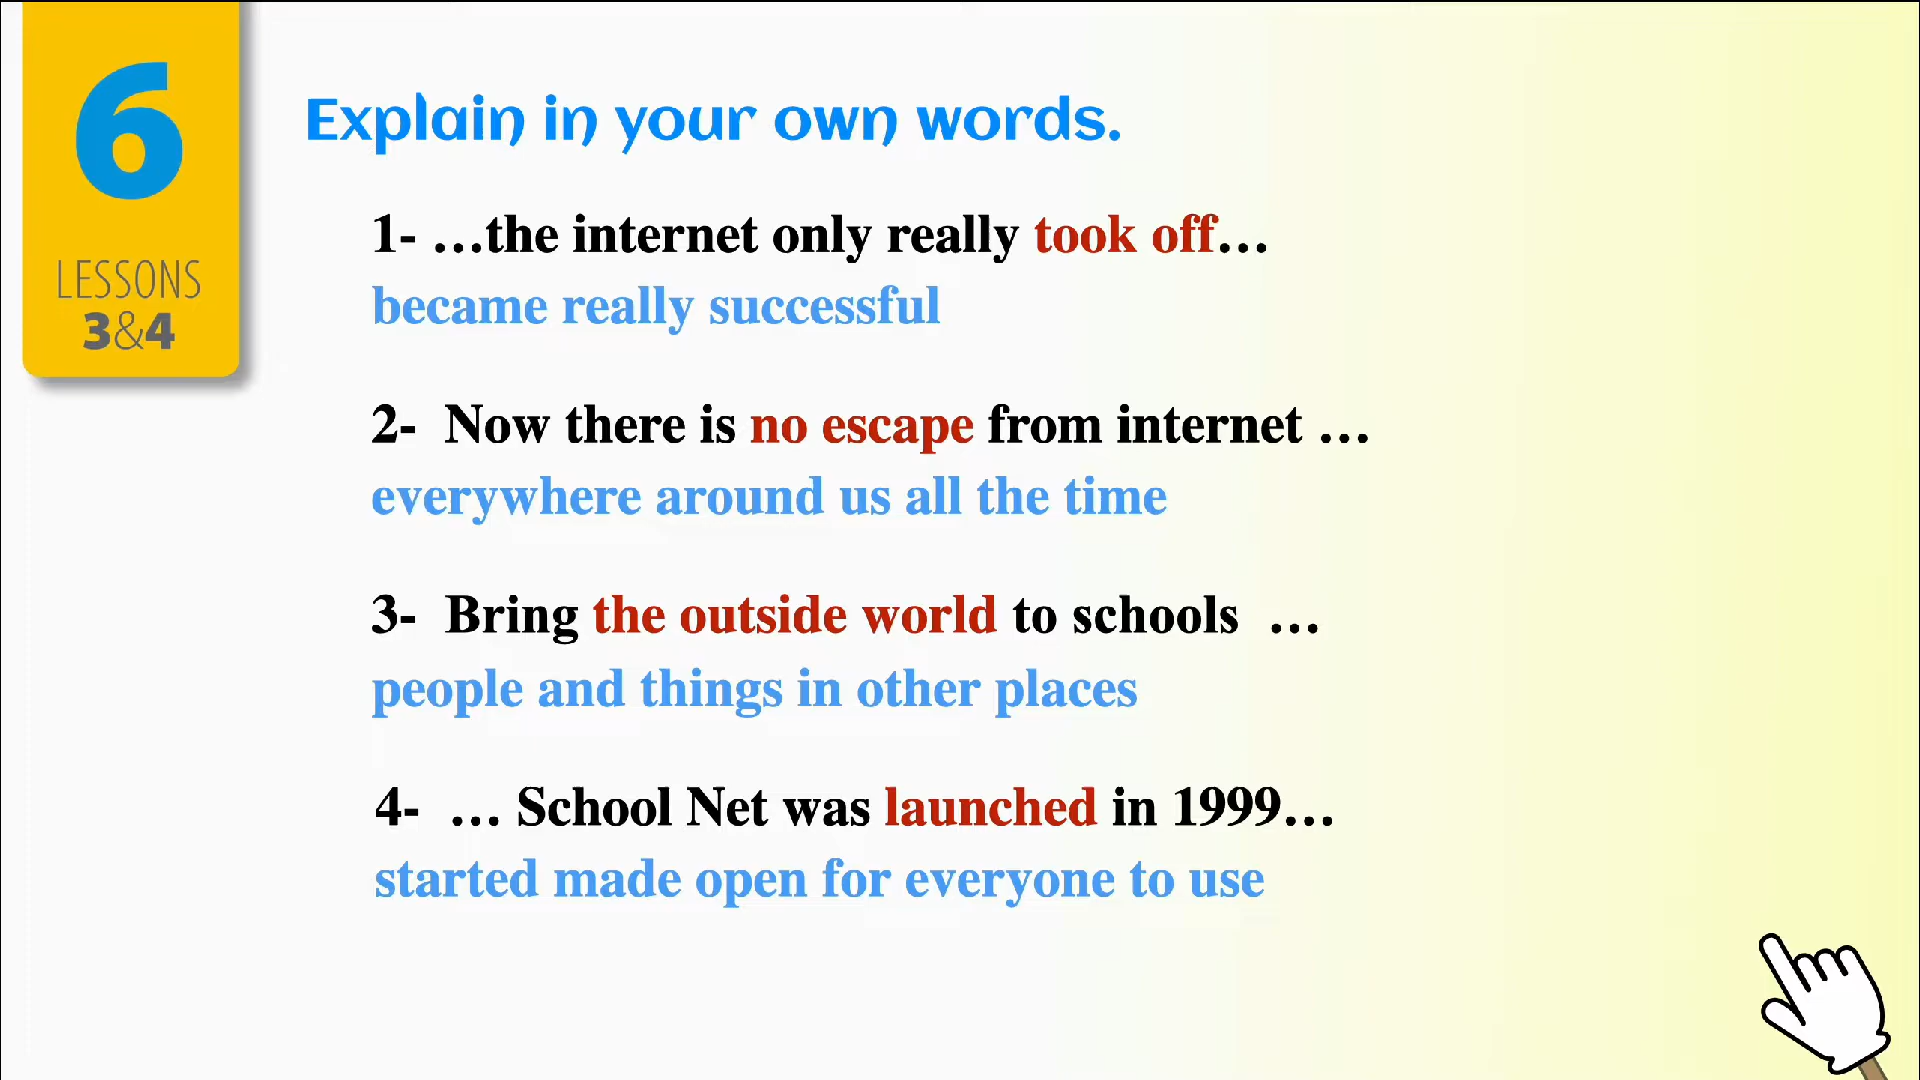 6
LESSONS
3&4
Explain in your own words.
1- …the internet only really took off…
became really successful
2- Now there is no escape from internet …
everywhere around us all the time
3- Bring the outside world to schools …
people and things in other places
4- … School Net was launched in 1999…
started made open for everyone to use